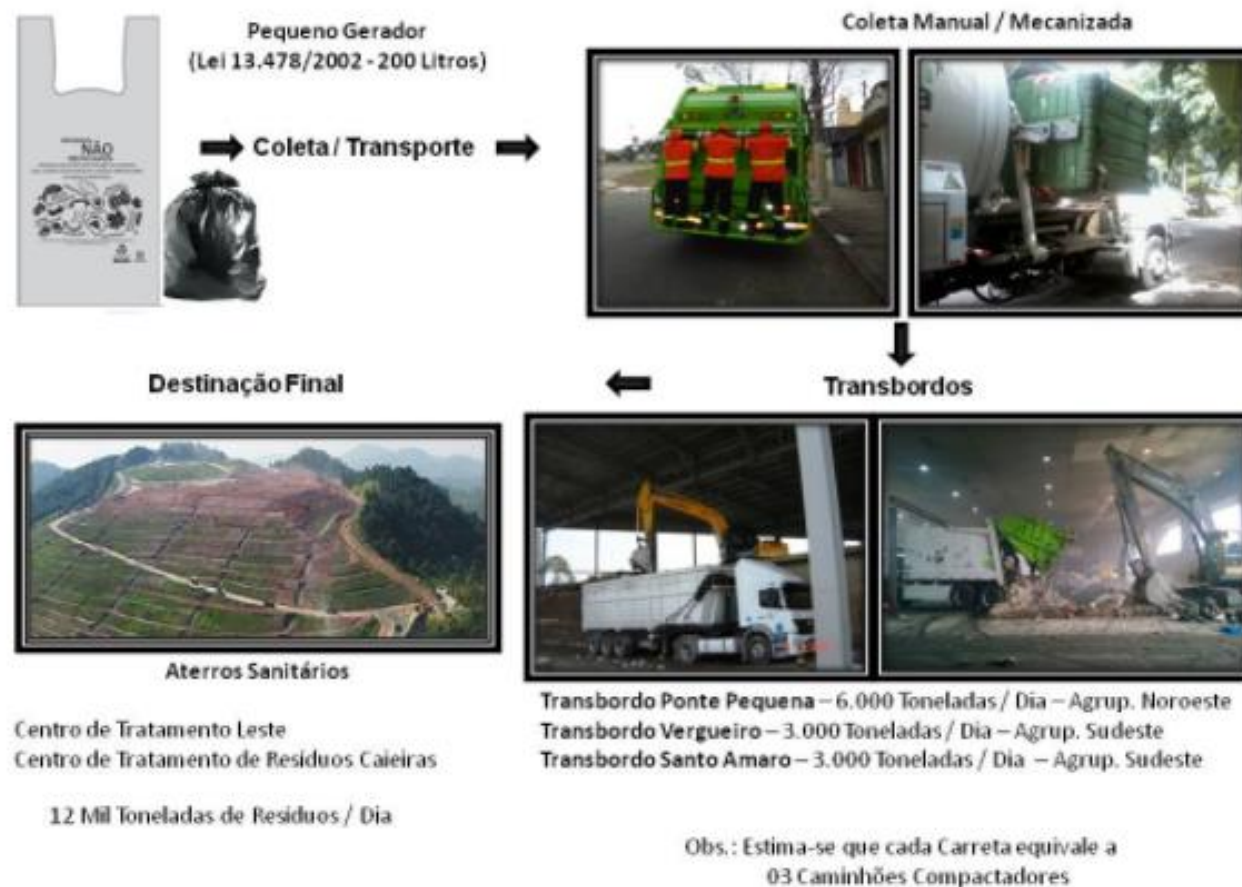 Pequeno Gerador
(Lei 13.478/2002 - 200 Litros)
NÃO
Coleta / Transporte
Coleta Manual / Mecanizada
Destinação Final
Transbordos
Aterros Sanitários
Centro de Tratamento Leste
Centro de Tratamento de Resíduos Caieiras
12 Mil Toneladas de Resíduos / Dia
Transbordo Ponte Pequena – 6.000 Toneladas / Dia – Agrup. Noroeste
Transbordo Vergueiro – 3.000 Toneladas / Dia – Agrup. Sudeste
Transbordo Santo Amaro – 3.000 Toneladas / Dia – Agrup. Sudeste
Obs.: Estima-se que cada Carreta equivale a
03 Caminhões Compactadores